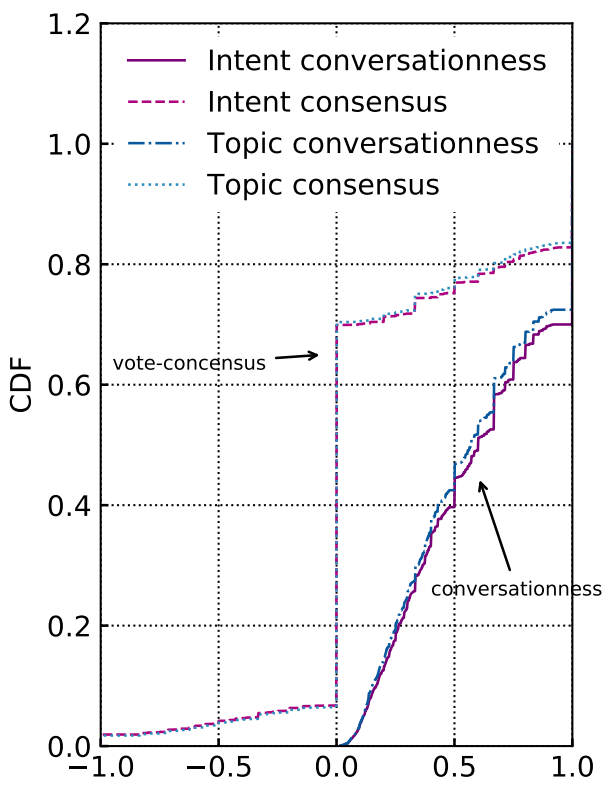 1.2
Intent conversationness
Intent consensus
1.0
Topic conversationness
Topic consensus
0.8
vote-concensus
CDF
0.6
0.4
conversationness
0.2
0.0
−1.0 −0.5 0.0 0.5 1.0